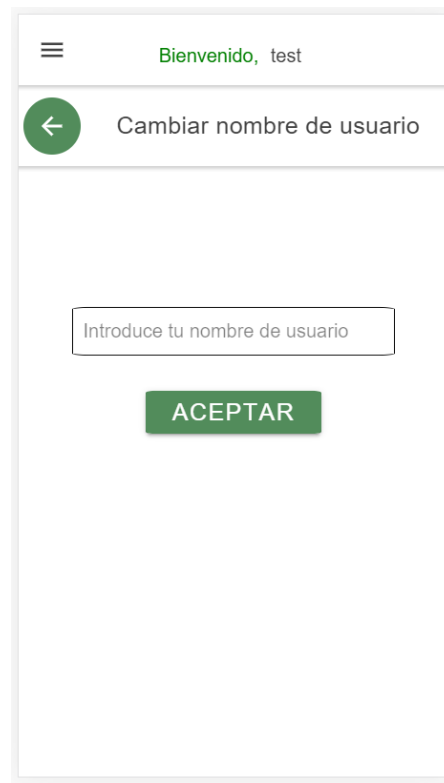 Bienvenido, test
Cambiar nombre de usuario
Introduce tu nombre de usuario
ACEPTAR